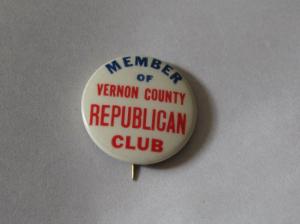 MEMBER
OF
VERNON COUNTY
REPUBLICAN
CLUB